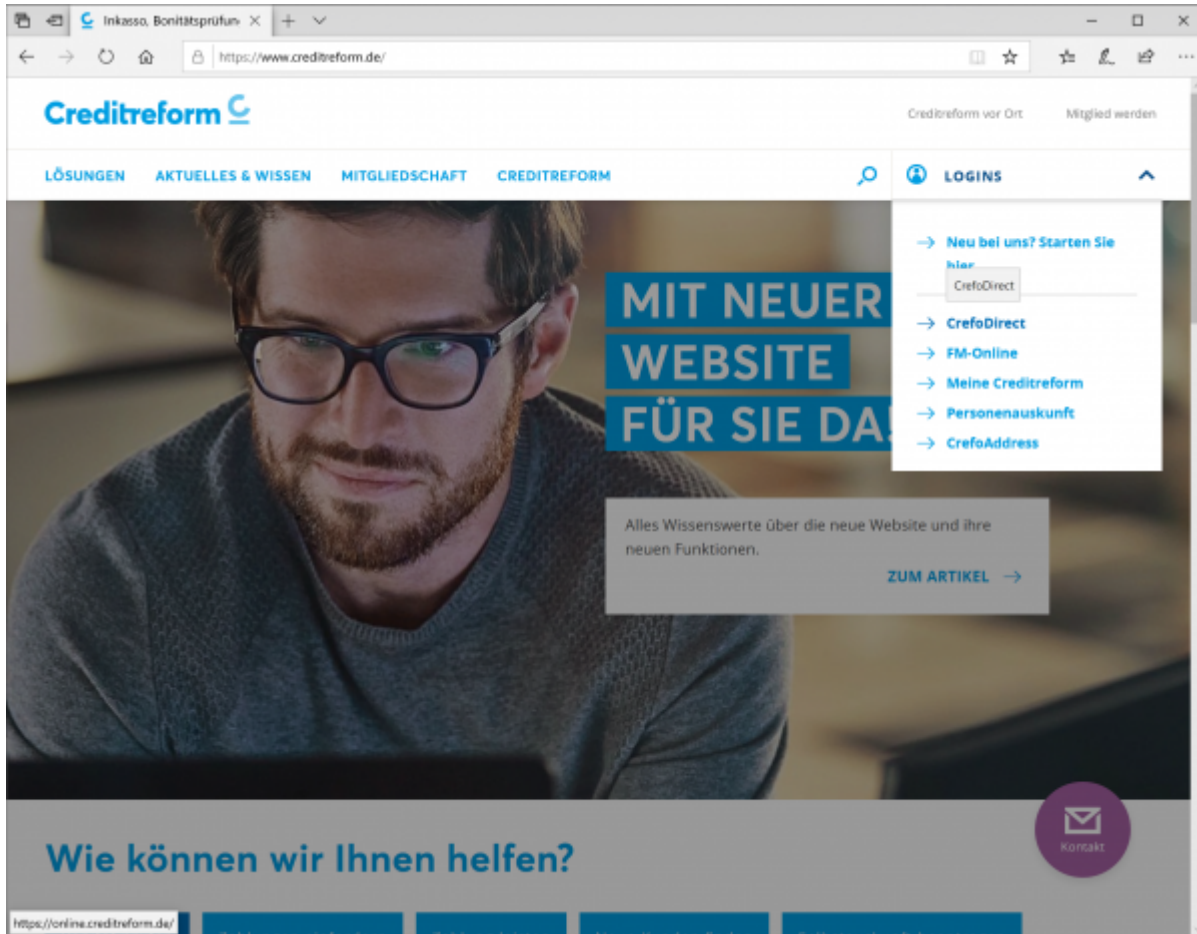 Inkasso, Bonitätsprüfun
https://www.creditreform.de/
Creditreform
Creditreform vor Ort
Mitglied werden
LÖSUNGEN
AKTUELLES & WISSEN
MITGLIEDSCHAFT
CREDITREFORM
LOGINS
Neu bei uns? Starten Sie
hier
CrefoDirect
CrefoDirect
FM-Online
Meine Creditreform
Personenauskunft
CrefoAddress
MIT NEUER
WEBSITE
FÜR SIE DA!
Alles Wissenswerte über die neue Website und ihre
neuen Funktionen.
ZUM ARTIKEL
Kontakt
Wie können wir Ihnen helfen?
https://online.creditreform.de/